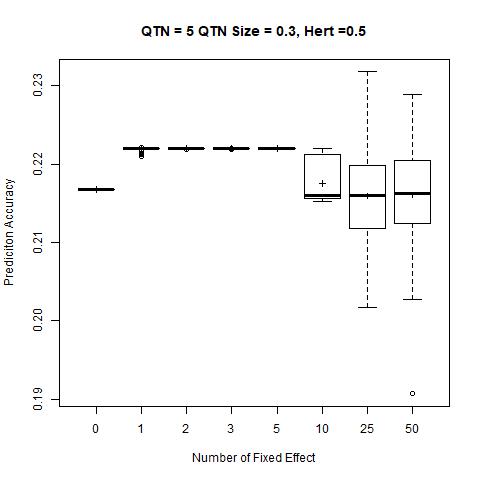 QTN = 5 QTN Size = 0.3, Hert =0.5
Prediciton Accuracy
0.23
0.22
0.21
0.20
0.19
0 1 2 3 5 10 25 50
Number of Fixed Effect